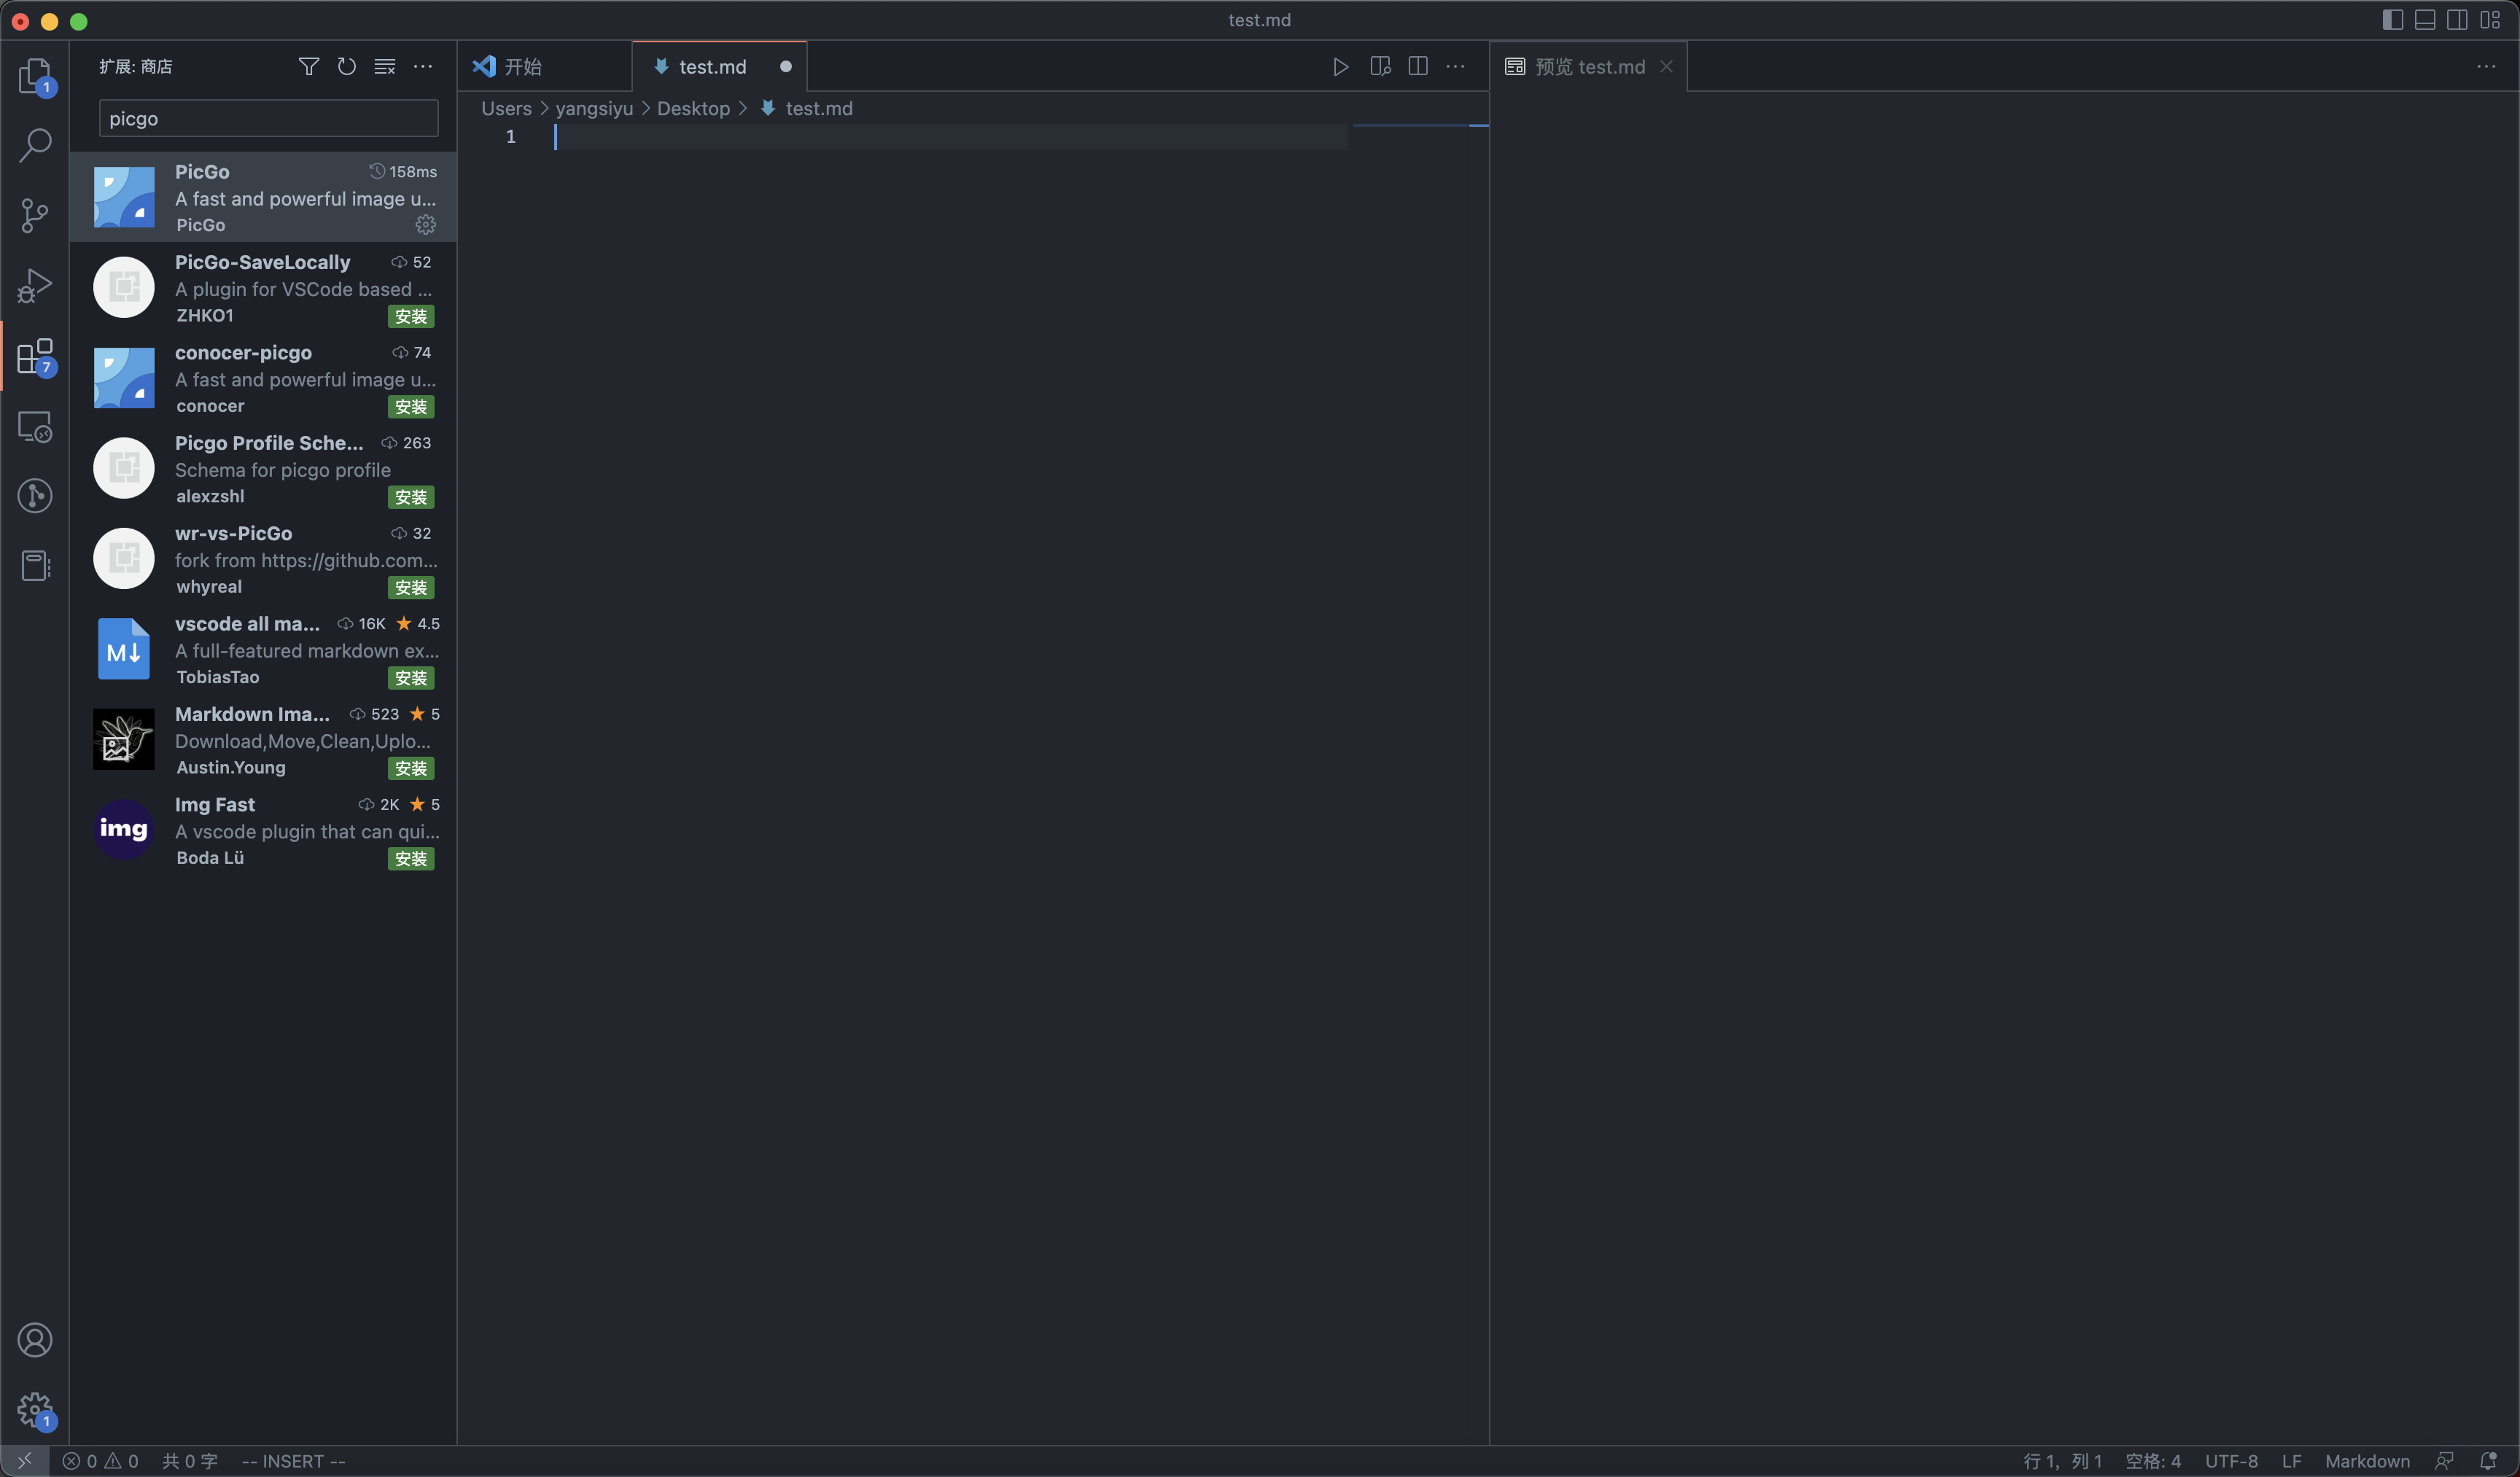 test.md
扩展: 商店
picgo
PicGo 158ms
A fast and powerful image u...
PicGo
PicGo-SaveLocally 52
A plugin for VSCode based ...
ZHKO1 安装
conocer-picgo 74
A fast and powerful image u...
conocer 安装
Picgo Profile Sche... 263
Schema for picgo profile
alexzshl 安装
wr-vs-PicGo 32
fork from https://github.com...
whyreal 安装
vscode all ma... 16K 4.5
A full-featured markdown ex...
TobiasTao 安装
Markdown Ima... 523 5
Download,Move,Clean,Uplo...
Austin.Young 安装
Img Fast 2K 5
A vscode plugin that can qui...
Boda Lü 安装
M↓
img
1
7
1
开始
test.md
Users > yangsiyu > Desktop > test.md
1
预览 test.md
0 0 共 0 字 -- INSERT --
行 1, 列 1 空格: 4 UTF-8 LF Markdown